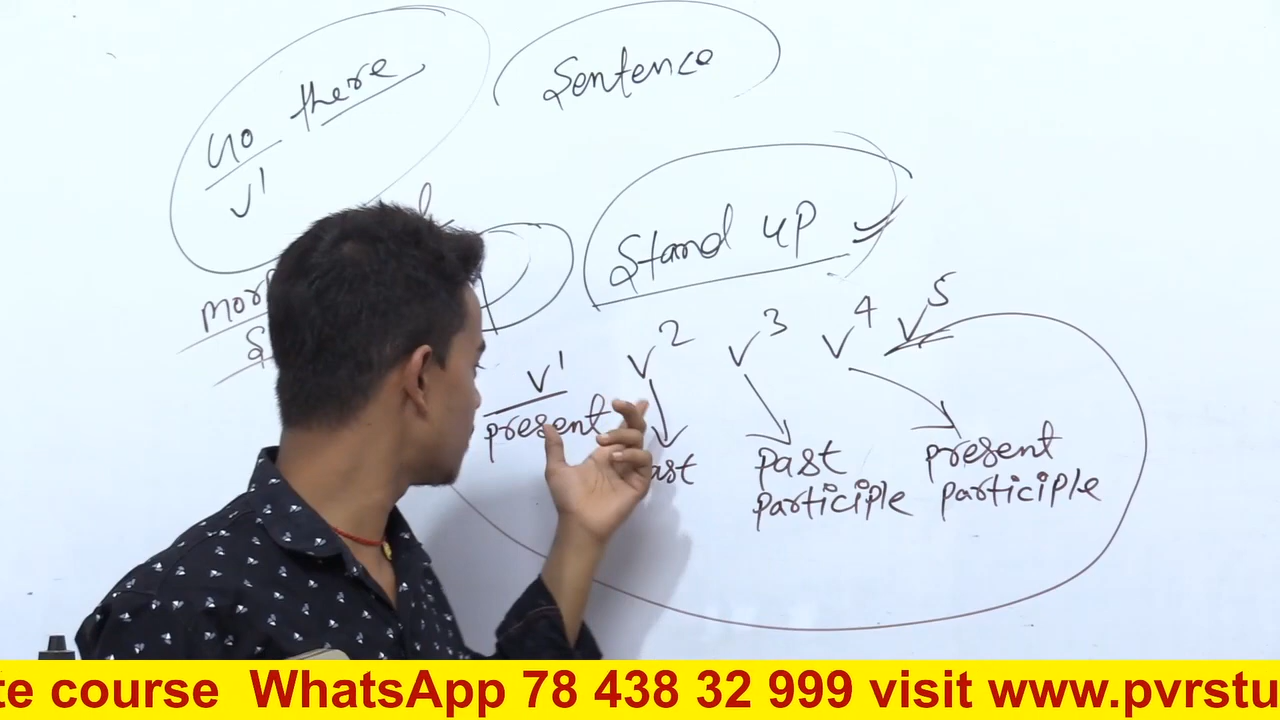 Sentence
Go there
V1
Stand up
V1 V2 V3 V4 V5
present
past
participle
present
participle
te course WhatsApp 78 438 32 999 visit www.pvrstu